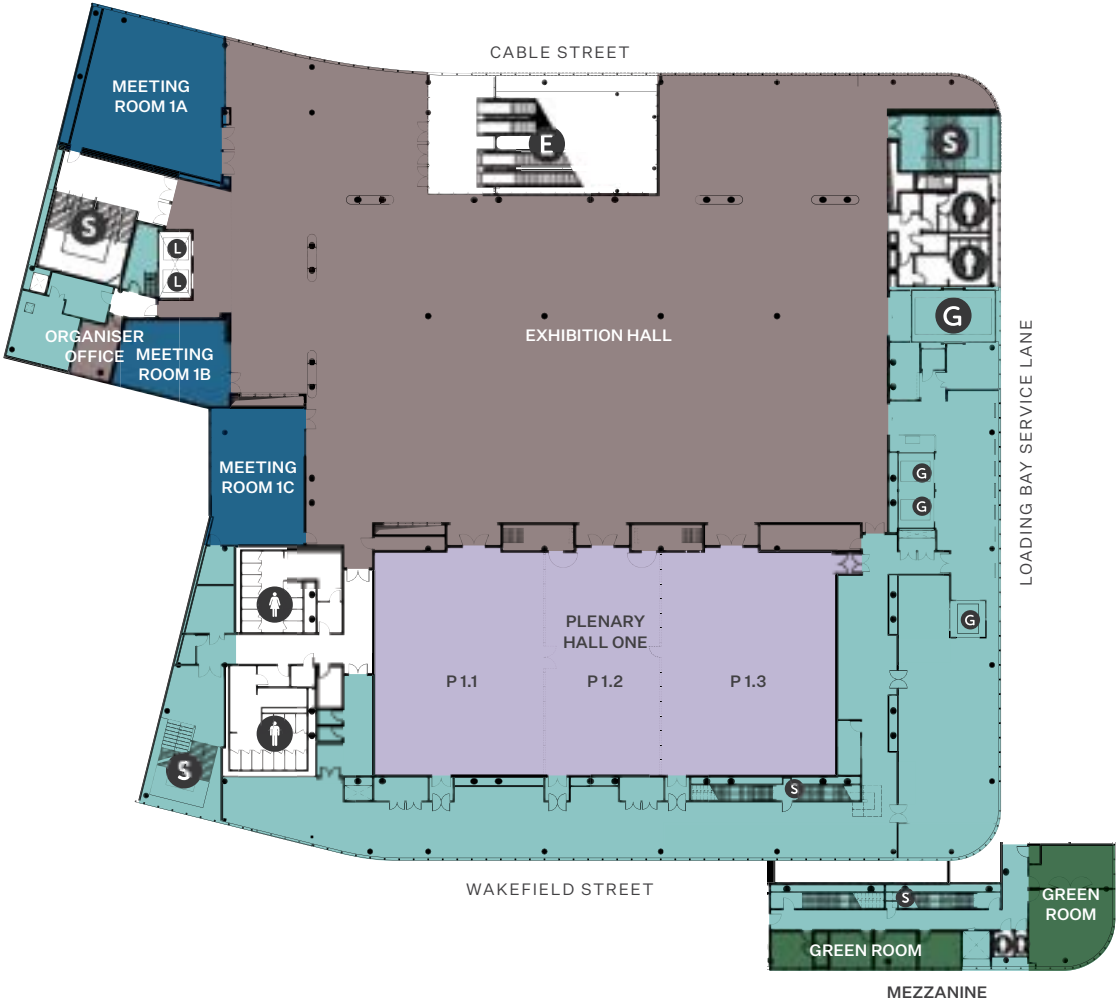 CABLE STREET
MEETING
ROOM 1A
E
S
S
L
L
G
ORGANISER
OFFICE
MEETING
ROOM 1B
EXHIBITION HALL
LOADING BAY SERVICE LANE
MEETING
ROOM 1C
G
G
PLENARY
HALL ONE
G
P 1.1
P 1.2
P 1.3
S
S
WAKEFIELD STREET
S
GREEN
ROOM
GREEN ROOM
MEZZANINE